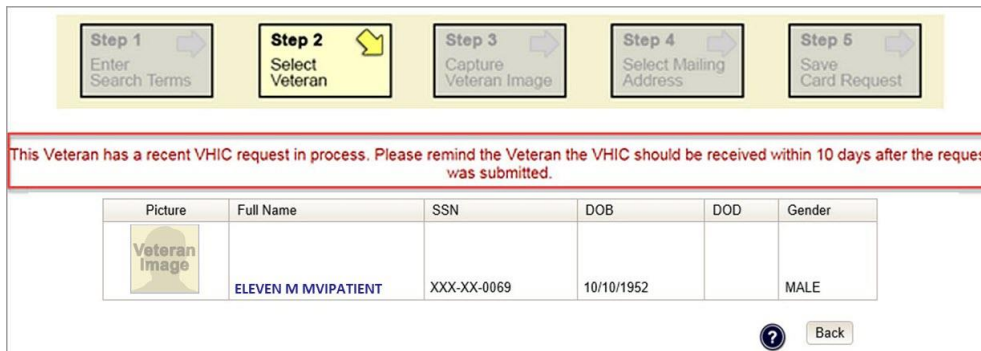 Step 1
Enter
Search Terms
Step 2
Select
Veteran
Step 3
Capture
Veteran Image
Step 4
Select Mailing
Address
Step 5
Save
Card Request
This Veteran has a recent VHIC request in process. Please remind the Veteran the VHIC should be received within 10 days after the reques
was submitted.
Picture Full Name SSN DOB DOD Gender
Veteran
Image
ELEVEN M MVIPATIENT XXX-XX-0069 10/10/1952 MALE
? Back